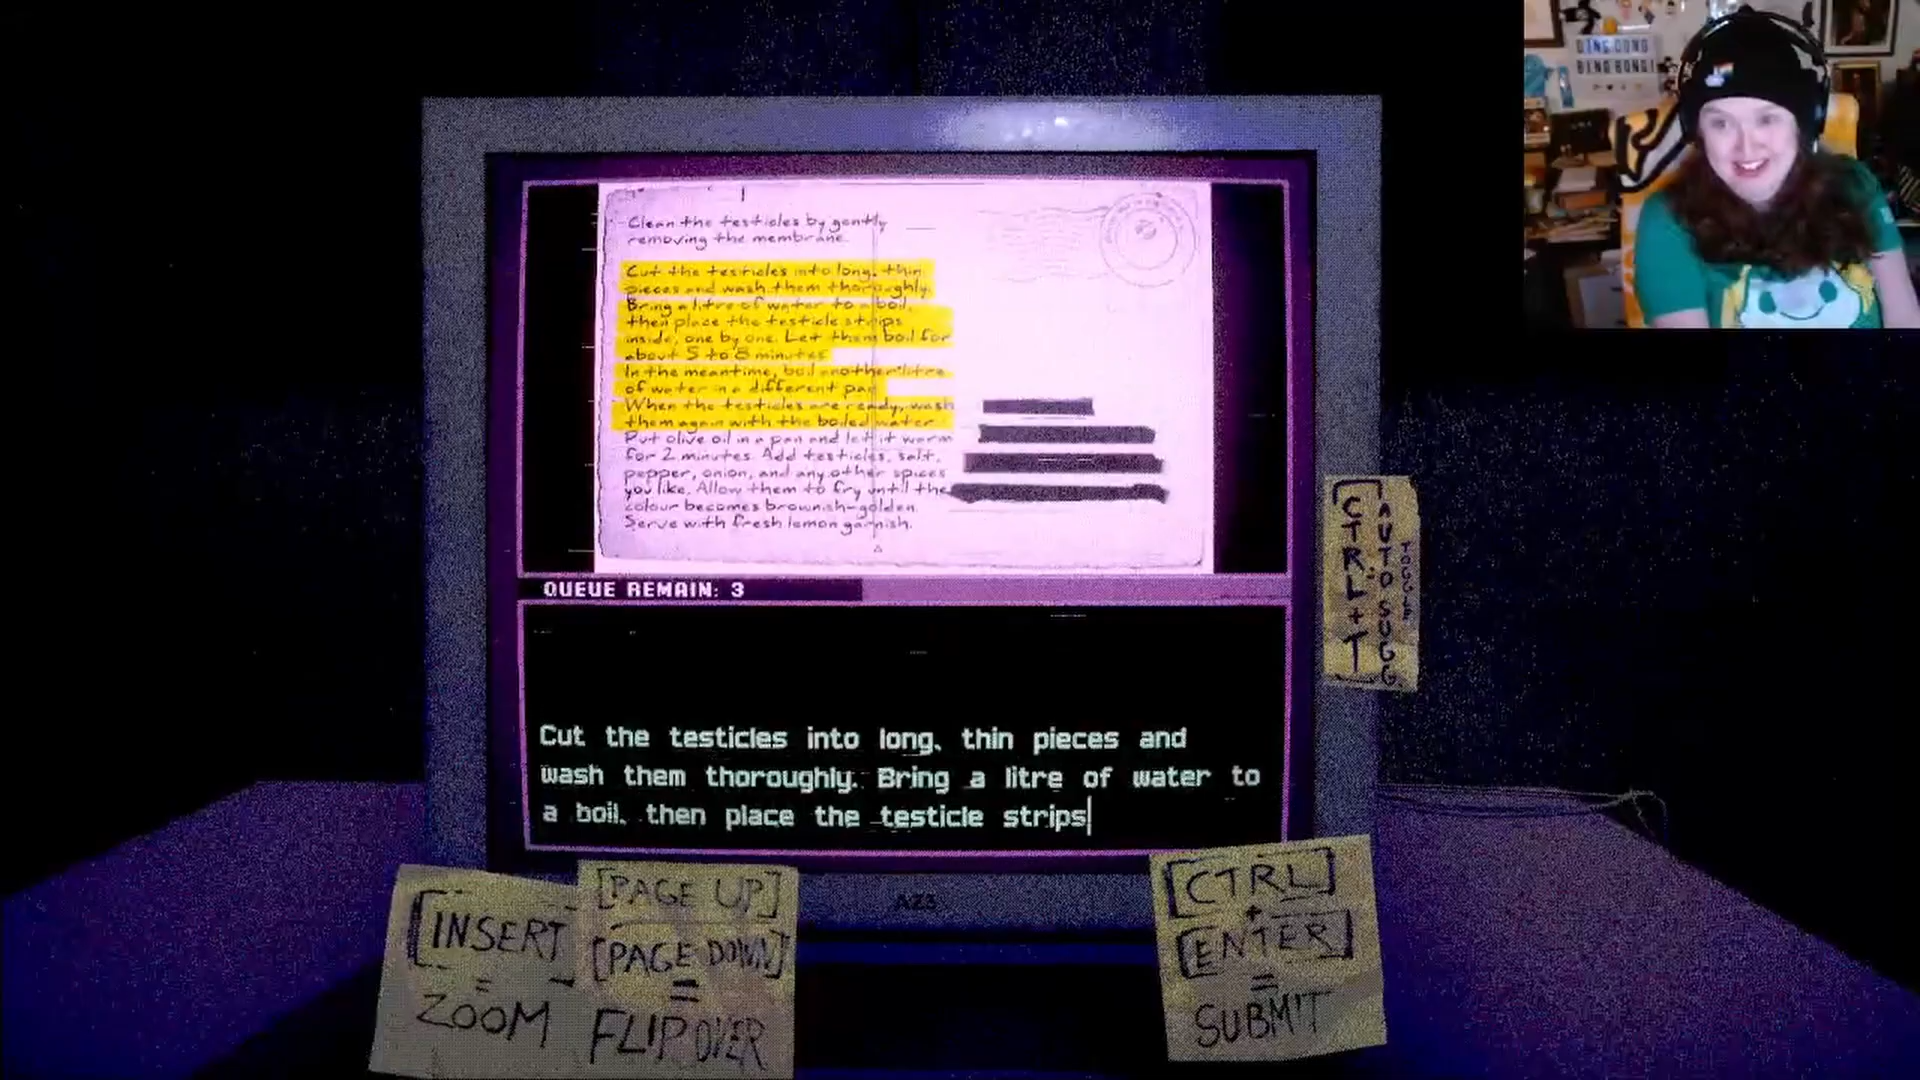 DING DONG
BING BONG!
Clean the testicles by gently
removing the membrane.
Cut the testicles into long, thin
pieces and wash them thoroughly.
Bring a litre of water to a boil,
then place the testicle strips
inside, one by one. Let them boil for
about 5 to 8 minutes
In the meantime, boil another litre
of water in a different pan
When the testicles are ready, wash
them again with the boiled water
Put olive oil in a pan and let it warm
for 2 minutes. Add testicles, salt,
pepper, onion, and any other spices
you like. Allow them to fry until the
colour becomes brownish-golden.
Serve with fresh lemon garnish.
QUEUE REMAIN: 3
Cut the testicles into long, thin pieces and
wash them thoroughly. Bring a litre of water to
a boil, then place the testicle strips
[CTRL+T]
AUTO SUGG.
TOGGLE
AZ3
[INSERT]
=
ZOOM
[PAGE UP]
[PAGE DOWN]
=
FLIP OVER
[CTRL]
+
[ENTER]
=
SUBMIT